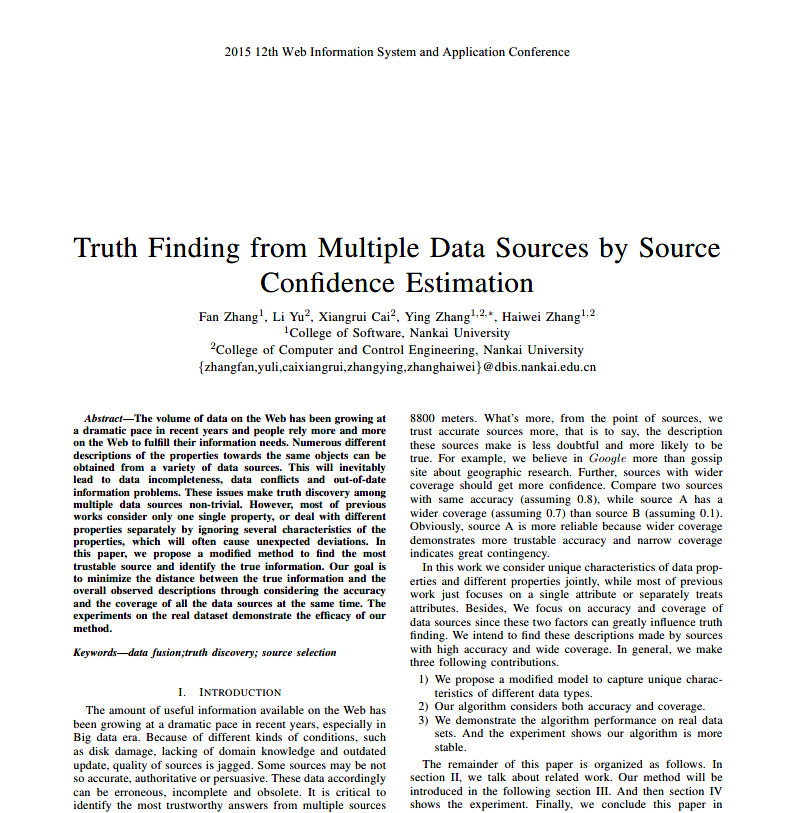 2015 12th Web Information System and Application Conference
Truth Finding from Multiple Data Sources by Source
Confidence Estimation
Fan Zhang1, Li Yu2, Xiangrui Cai2, Ying Zhang1,2,*, Haiwei Zhang1,2
1College of Software, Nankai University
2College of Computer and Control Engineering, Nankai University
{zhangfan,yuli,caixiangrui,zhangying,zhanghaiwei}@dbis.nankai.edu.cn
Abstract—The volume of data on the Web has been growing at
a dramatic pace in recent years and people rely more and more
on the Web to fulfill their information needs. Numerous different
descriptions of the properties towards the same objects can be
obtained from a variety of data sources. This will inevitably
lead to data incompleteness, data conflicts and out-of-date
information problems. These issues make truth discovery among
multiple data sources non-trivial. However, most of previous
works consider only one single property, or deal with different
properties separately by ignoring several characteristics of the
properties, which will often cause unexpected deviations. In
this paper, we propose a modified method to find the most
trustable source and identify the true information. Our goal is
to minimize the distance between the true information and the
overall observed descriptions through considering the accuracy
and the coverage of all the data sources at the same time. The
experiments on the real dataset demonstrate the efficacy of our
method.
Keywords—data fusion;truth discovery; source selection
I. INTRODUCTION
The amount of useful information available on the Web has
been growing at a dramatic pace in recent years, especially in
Big data era. Because of different kinds of conditions, such
as disk damage, lacking of domain knowledge and outdated
update, quality of sources is jagged. Some sources may be not
so accurate, authoritative or persuasive. These data accordingly
can be erroneous, incomplete and obsolete. It is critical to
identify the most trustworthy answers from multiple sources
8800 meters. What's more, from the point of sources, we
trust accurate sources more, that is to say, the description
these sources make is less doubtful and more likely to be
true. For example, we believe in Google more than gossip
site about geographic research. Further, sources with wider
coverage should get more confidence. Compare two sources
with same accuracy (assuming 0.8), while source A has a
wider coverage (assuming 0.7) than source B (assuming 0.1).
Obviously, source A is more reliable because wider coverage
demonstrates more trustable accuracy and narrow coverage
indicates great contingency.
In this work we consider unique characteristics of data prop-
erties and different properties jointly, while most of previous
work just focuses on a single attribute or separately treats
attributes. Besides, We focus on accuracy and coverage of
data sources since these two factors can greatly influence truth
finding. We intend to find these descriptions made by sources
with high accuracy and wide coverage. In general, we make
three following contributions.
1) We propose a modified model to capture unique charac-
teristics of different data types.
2) Our algorithm considers both accuracy and coverage.
3) We demonstrate the algorithm performance on real data
sets. And the experiment shows our algorithm is more
stable.
The remainder of this paper is organized as follows. In
section II, we talk about related work. Our method will be
introduced in the following section III. And then section IV
shows the experiment. Finally, we conclude this paper in